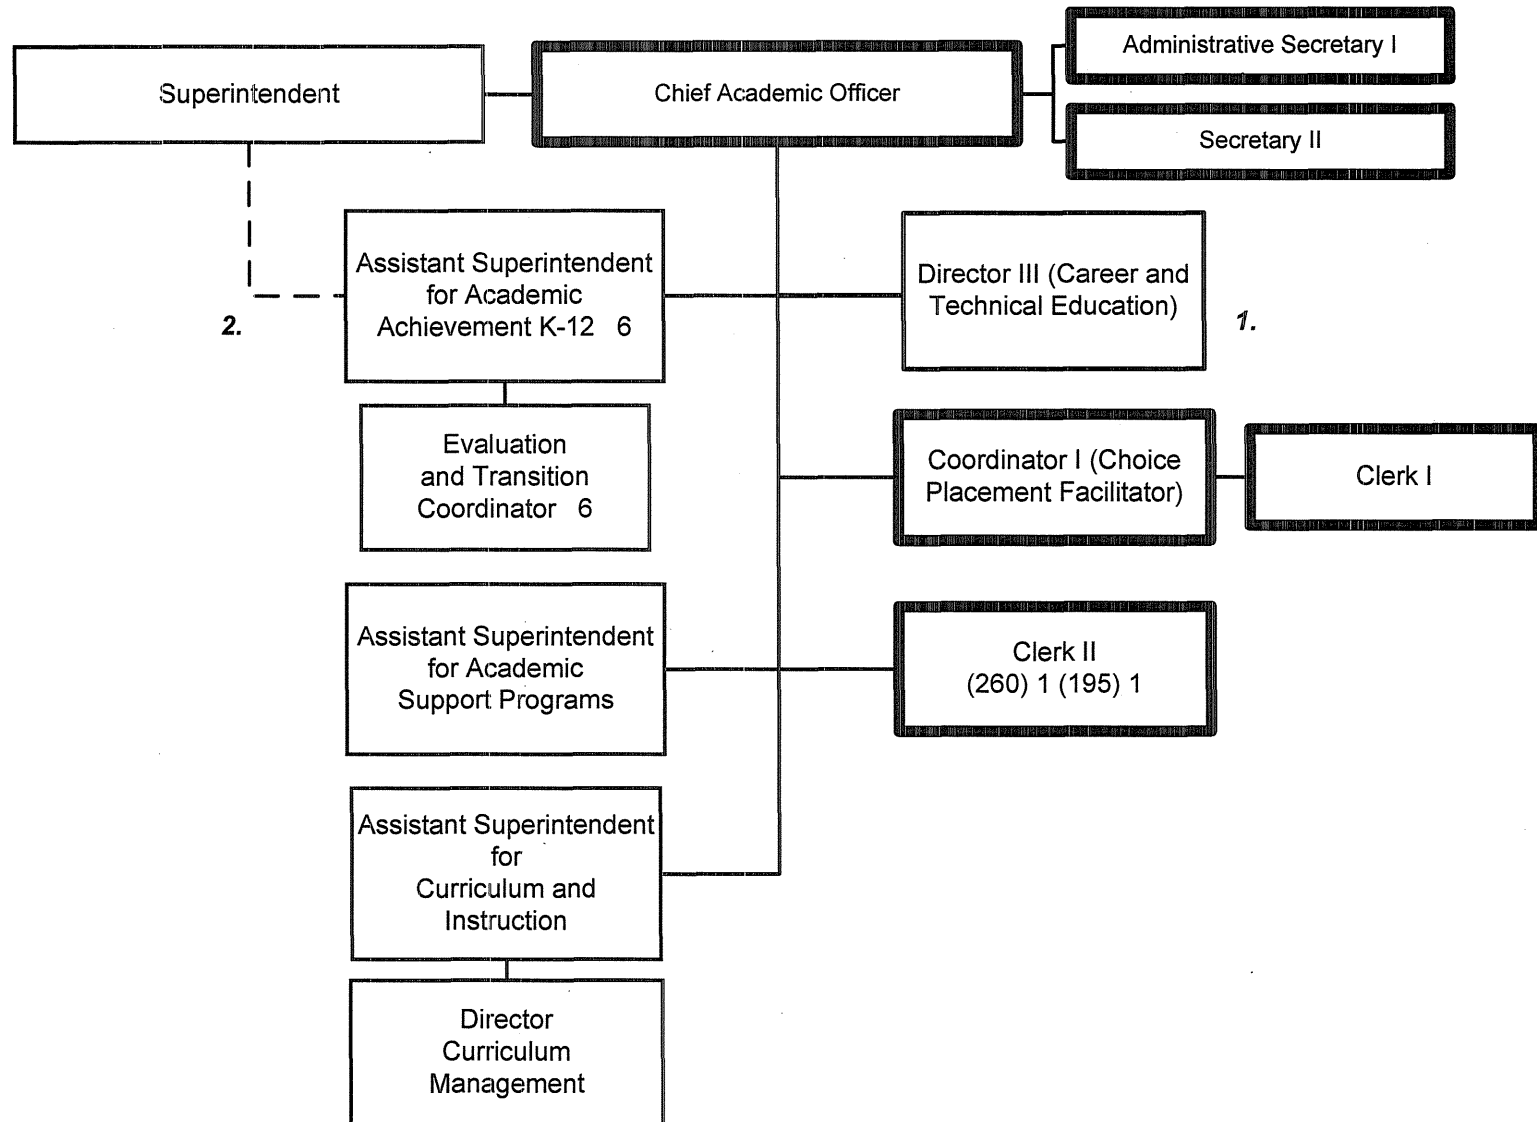 Superintendent
Chief Academic Officer
Administrative Secretary I
Secretary II
Assistant Superintendent
for Academic
Achievement K-12 6
2.
Director III (Career and
Technical Education)
1.
Evaluation
and Transition
Coordinator 6
Coordinator I (Choice
Placement Facilitator)
Clerk I
Assistant Superintendent
for Academic
Support Programs
Clerk II
(260) 1 (195) 1
Assistant Superintendent
for
Curriculum and
Instruction
Director
Curriculum
Management